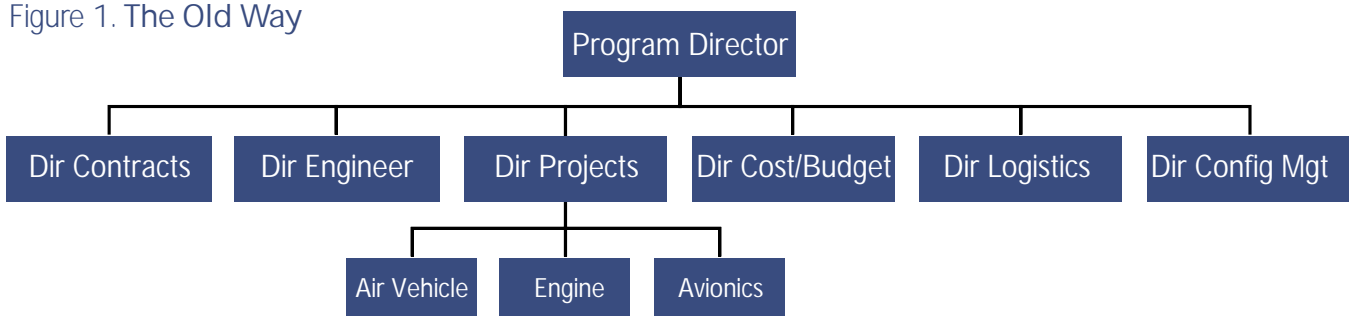 Figure 1. The Old Way
Program Director
Dir Contracts
Dir Engineer
Dir Projects
Dir Cost/Budget
Dir Logistics
Dir Config Mgt
Air Vehicle
Engine
Avionics